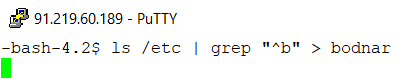 91.219.60.189 - PuTTY
-bash-4.2$ ls /etc | grep "^b" > bodnar